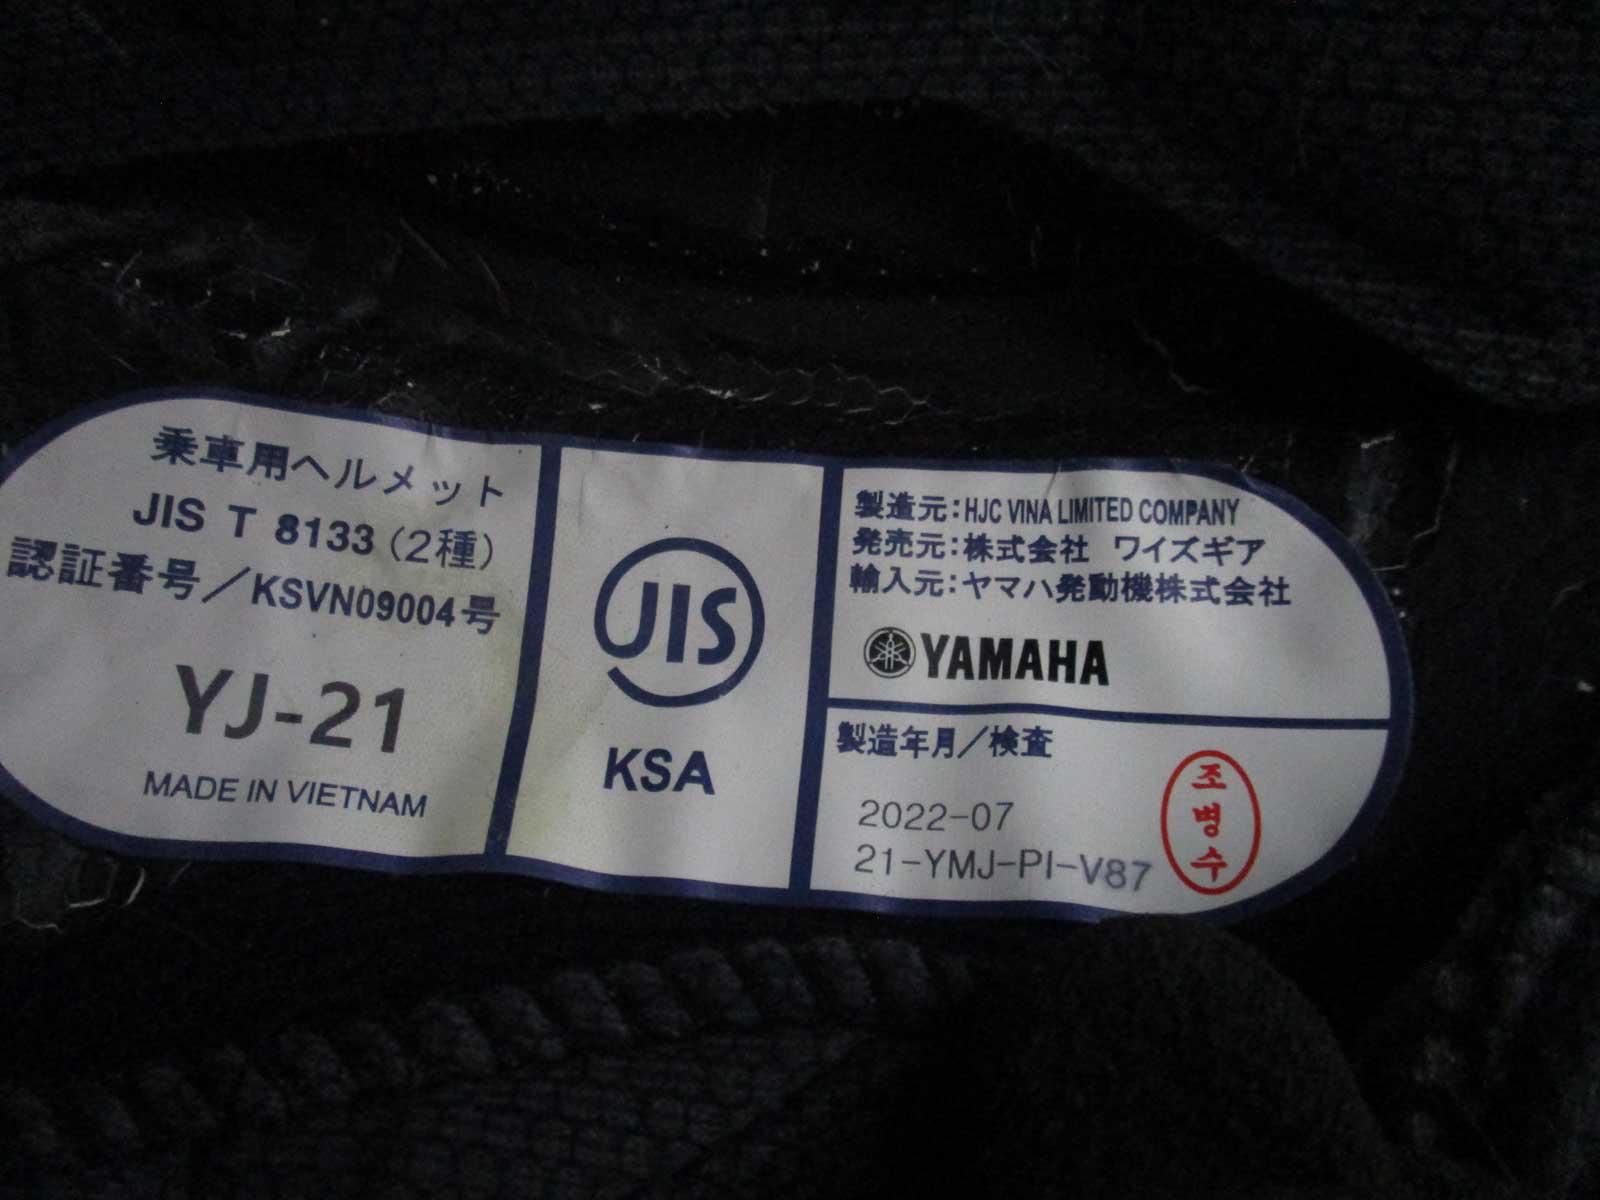 乗車用ヘルメット
JIS T 8133 (2種)
認証番号／KSVN09004号
YJ-21
MADE IN VIETNAM
JIS
KSA
製造元:HJC VINA LIMITED COMPANY
発売元:株式会社 ワイズギア
輸入元:ヤマハ発動機株式会社
YAMAHA
製造年月／検査
2022-07
21-YMJ-PI-V87
조
병
수